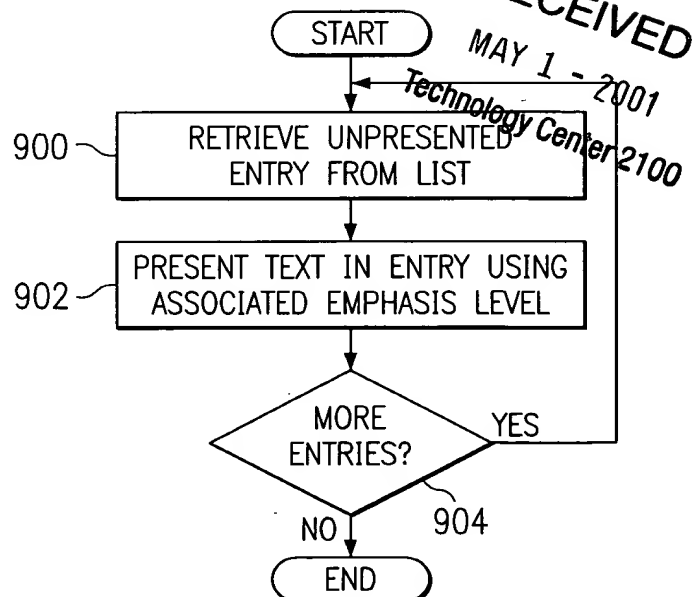 START
RECEIVED
MAY 1 - 2001
Technology Center 2100
900
RETRIEVE UNPRESENTED
ENTRY FROM LIST
902
PRESENT TEXT IN ENTRY USING
ASSOCIATED EMPHASIS LEVEL
MORE
ENTRIES?
YES
904
NO
END